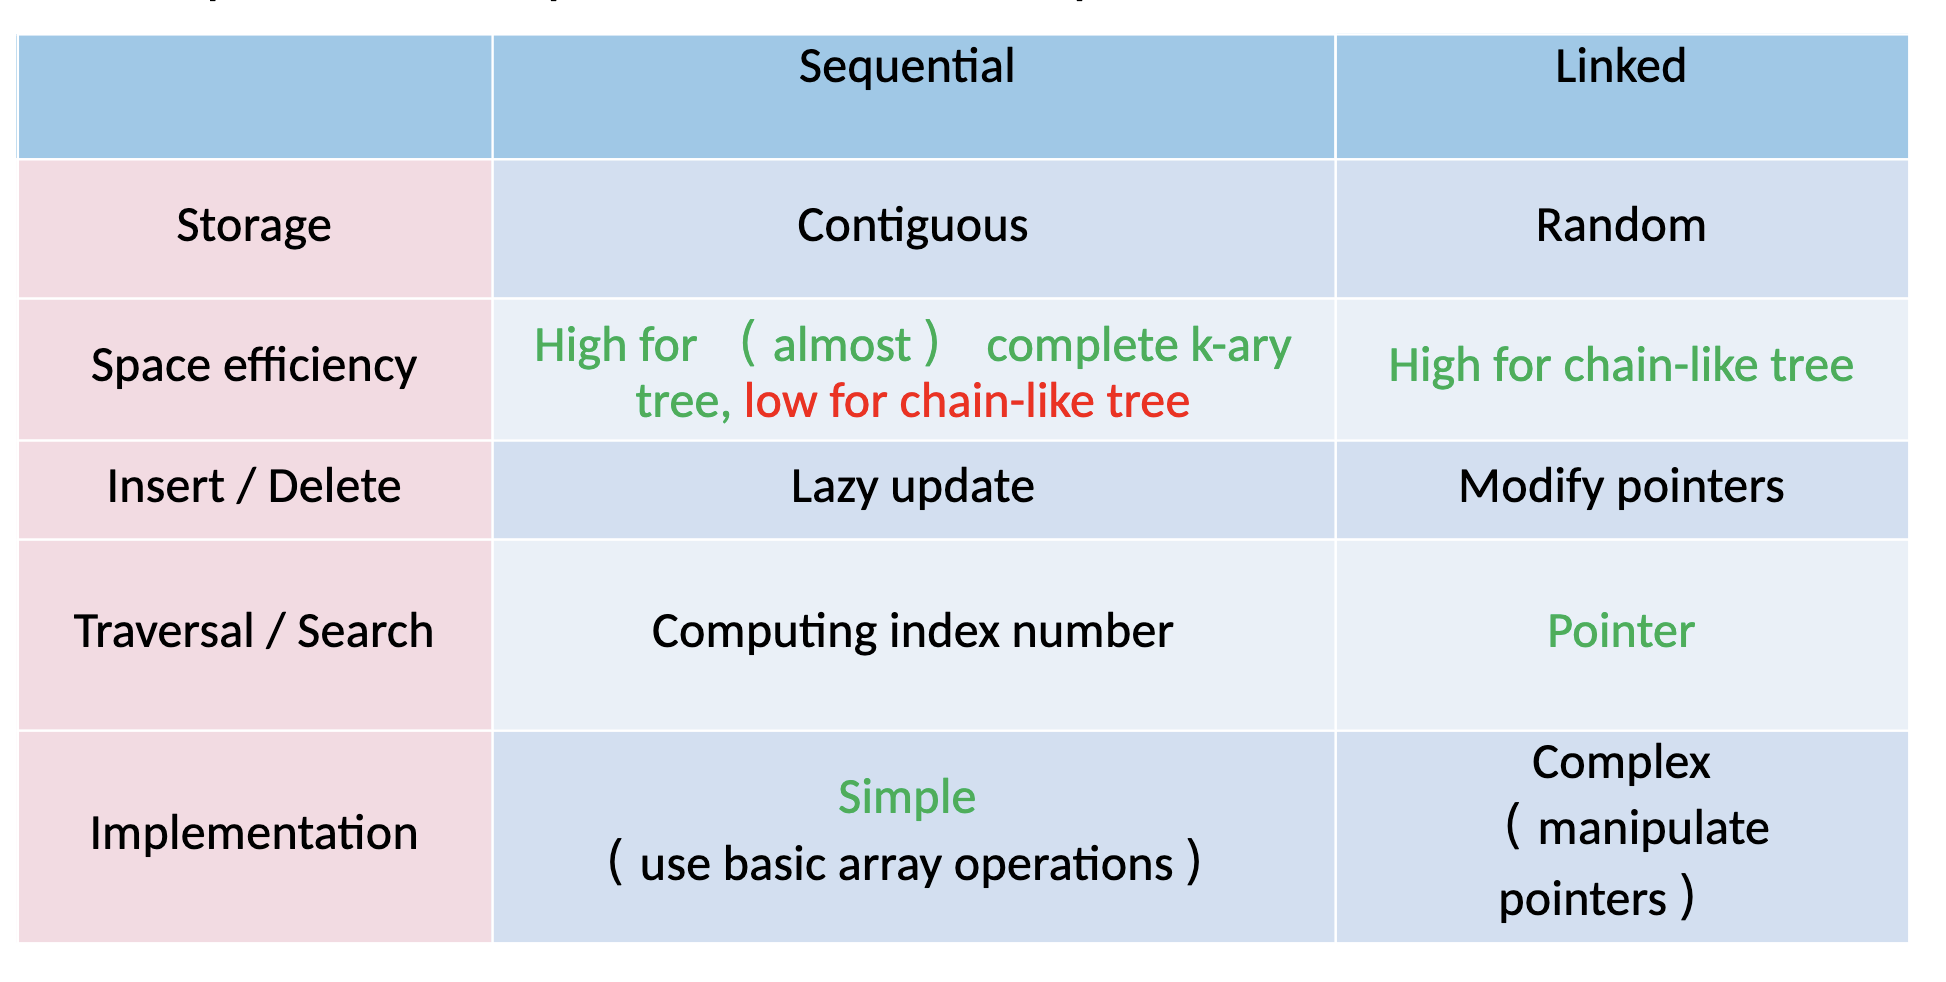 Sequential
Linked
Storage
Contiguous
Random
Space efficiency
High for （almost） complete k-ary
tree, low for chain-like tree
High for chain-like tree
Insert / Delete
Lazy update
Modify pointers
Traversal / Search
Computing index number
Pointer
Implementation
Simple
（use basic array operations）
Complex
（manipulate
pointers）